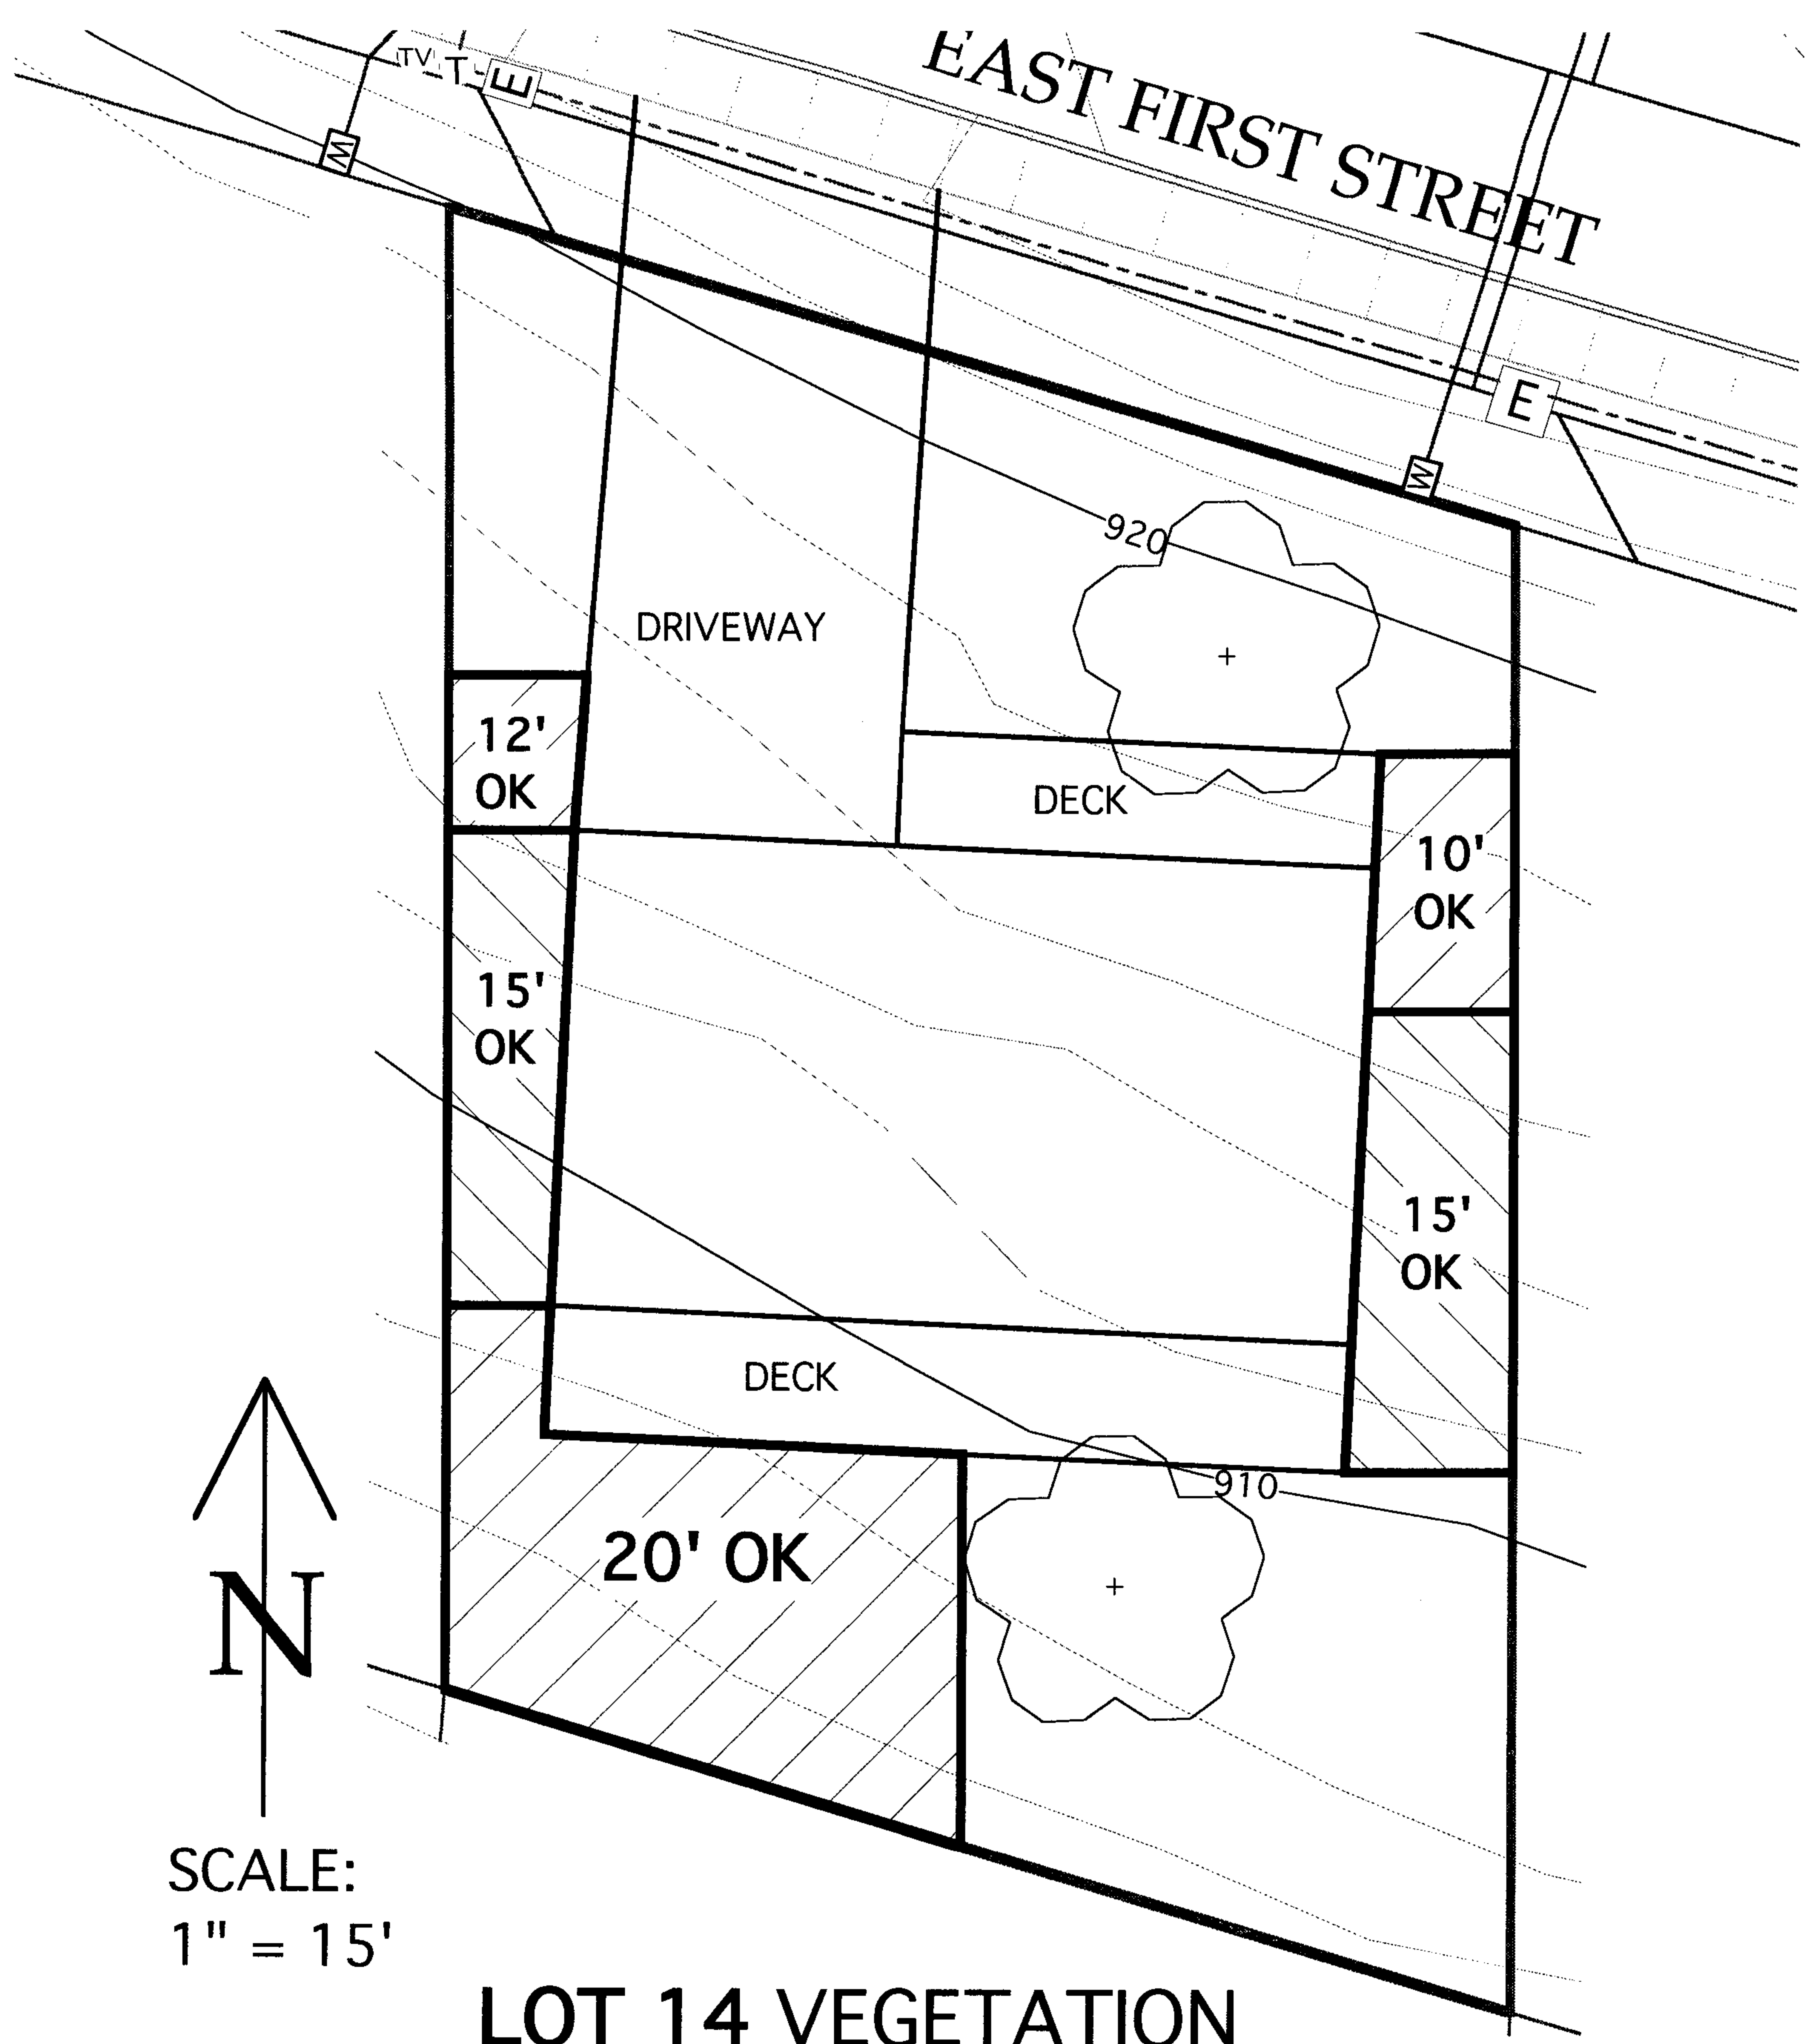 TV
T
E
EAST FIRST STREET
W
E
W
920
DRIVEWAY
12'
OK
DECK
10'
OK
15'
OK
15'
OK
DECK
910
20' OK
N
SCALE:
1" = 15'
LOT 14 VEGETATION